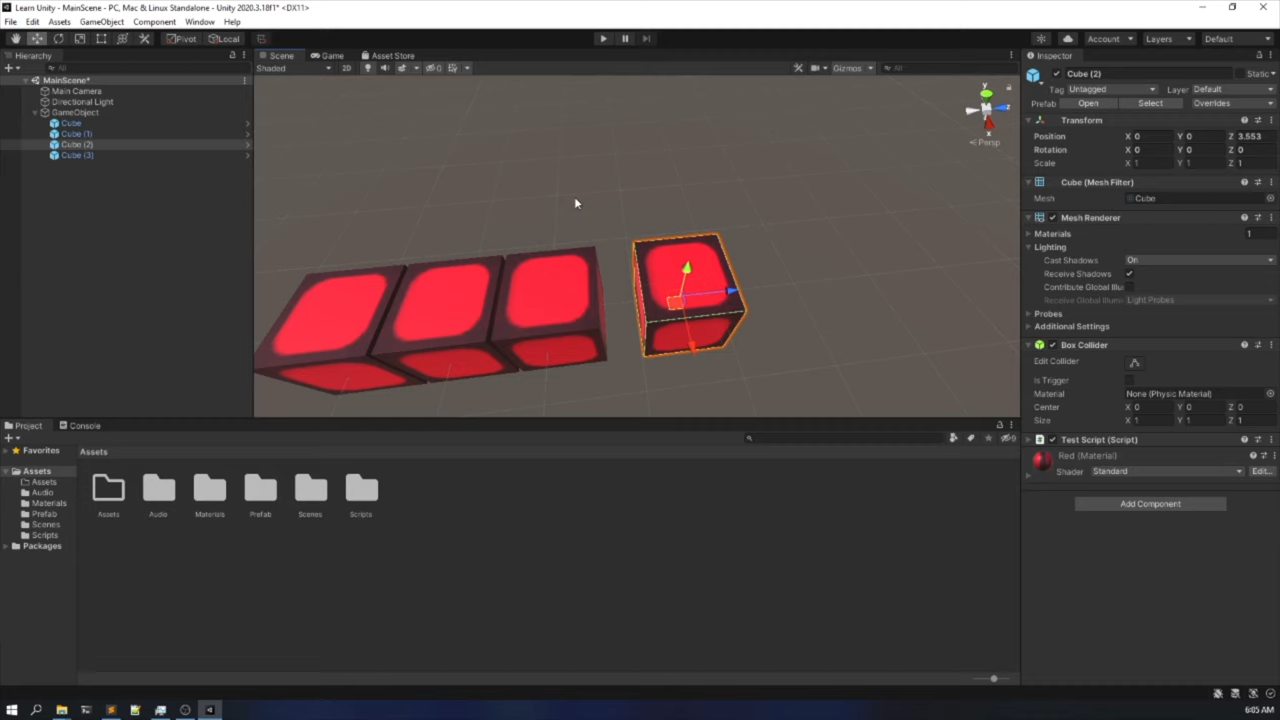 Learn Unity - MainScene - PC, Mac & Linux Standalone - Unity 2020.3.18f1* <DX11>
File Edit Assets GameObject Component Window Help
Pivot Local Account Layers Default
Hierarchy
All
MainScene*
Main Camera
Directional Light
GameObject
Cube
Cube (1)
Cube (2)
Cube (3)
Scene Game Asset Store
Shaded 2D 0 Gizmos All
y
z
x
Persp
Inspector
Cube (2) Static
Tag Untagged Layer Default
Prefab Open Select Overrides
Transform
Position X 0 Y 0 Z 3.553
Rotation X 0 Y 0 Z 0
Scale X 1 Y 1 Z 1
Cube (Mesh Filter)
Mesh Cube
Mesh Renderer
Materials 1
Lighting
Cast Shadows On
Receive Shadows
Contribute Global Illu
Receive Global Illumi Light Probes
Probes
Additional Settings
Box Collider
Edit Collider
Is Trigger
Material None (Physic Material)
Center X 0 Y 0 Z 0
Size X 1 Y 1 Z 1
Test Script (Script)
Red (Material)
Shader Standard Edit...
Add Component
Project Console
Favorites
Assets
Assets
Audio
Materials
Prefab
Scenes
Scripts
Packages
Assets
Assets Audio Materials Prefab Scenes Scripts
6:05 AM